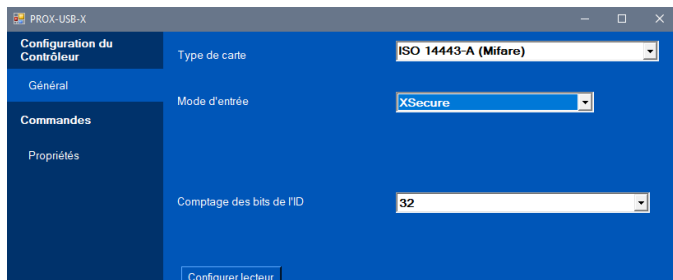 PROX-USB-X
Configuration du
Contrôleur
Général
Commandes
Propriétés
Type de carte
ISO 14443-A (Mifare)
Mode d'entrée
XSecure
Comptage des bits de l'ID
32
Configurer lecteur